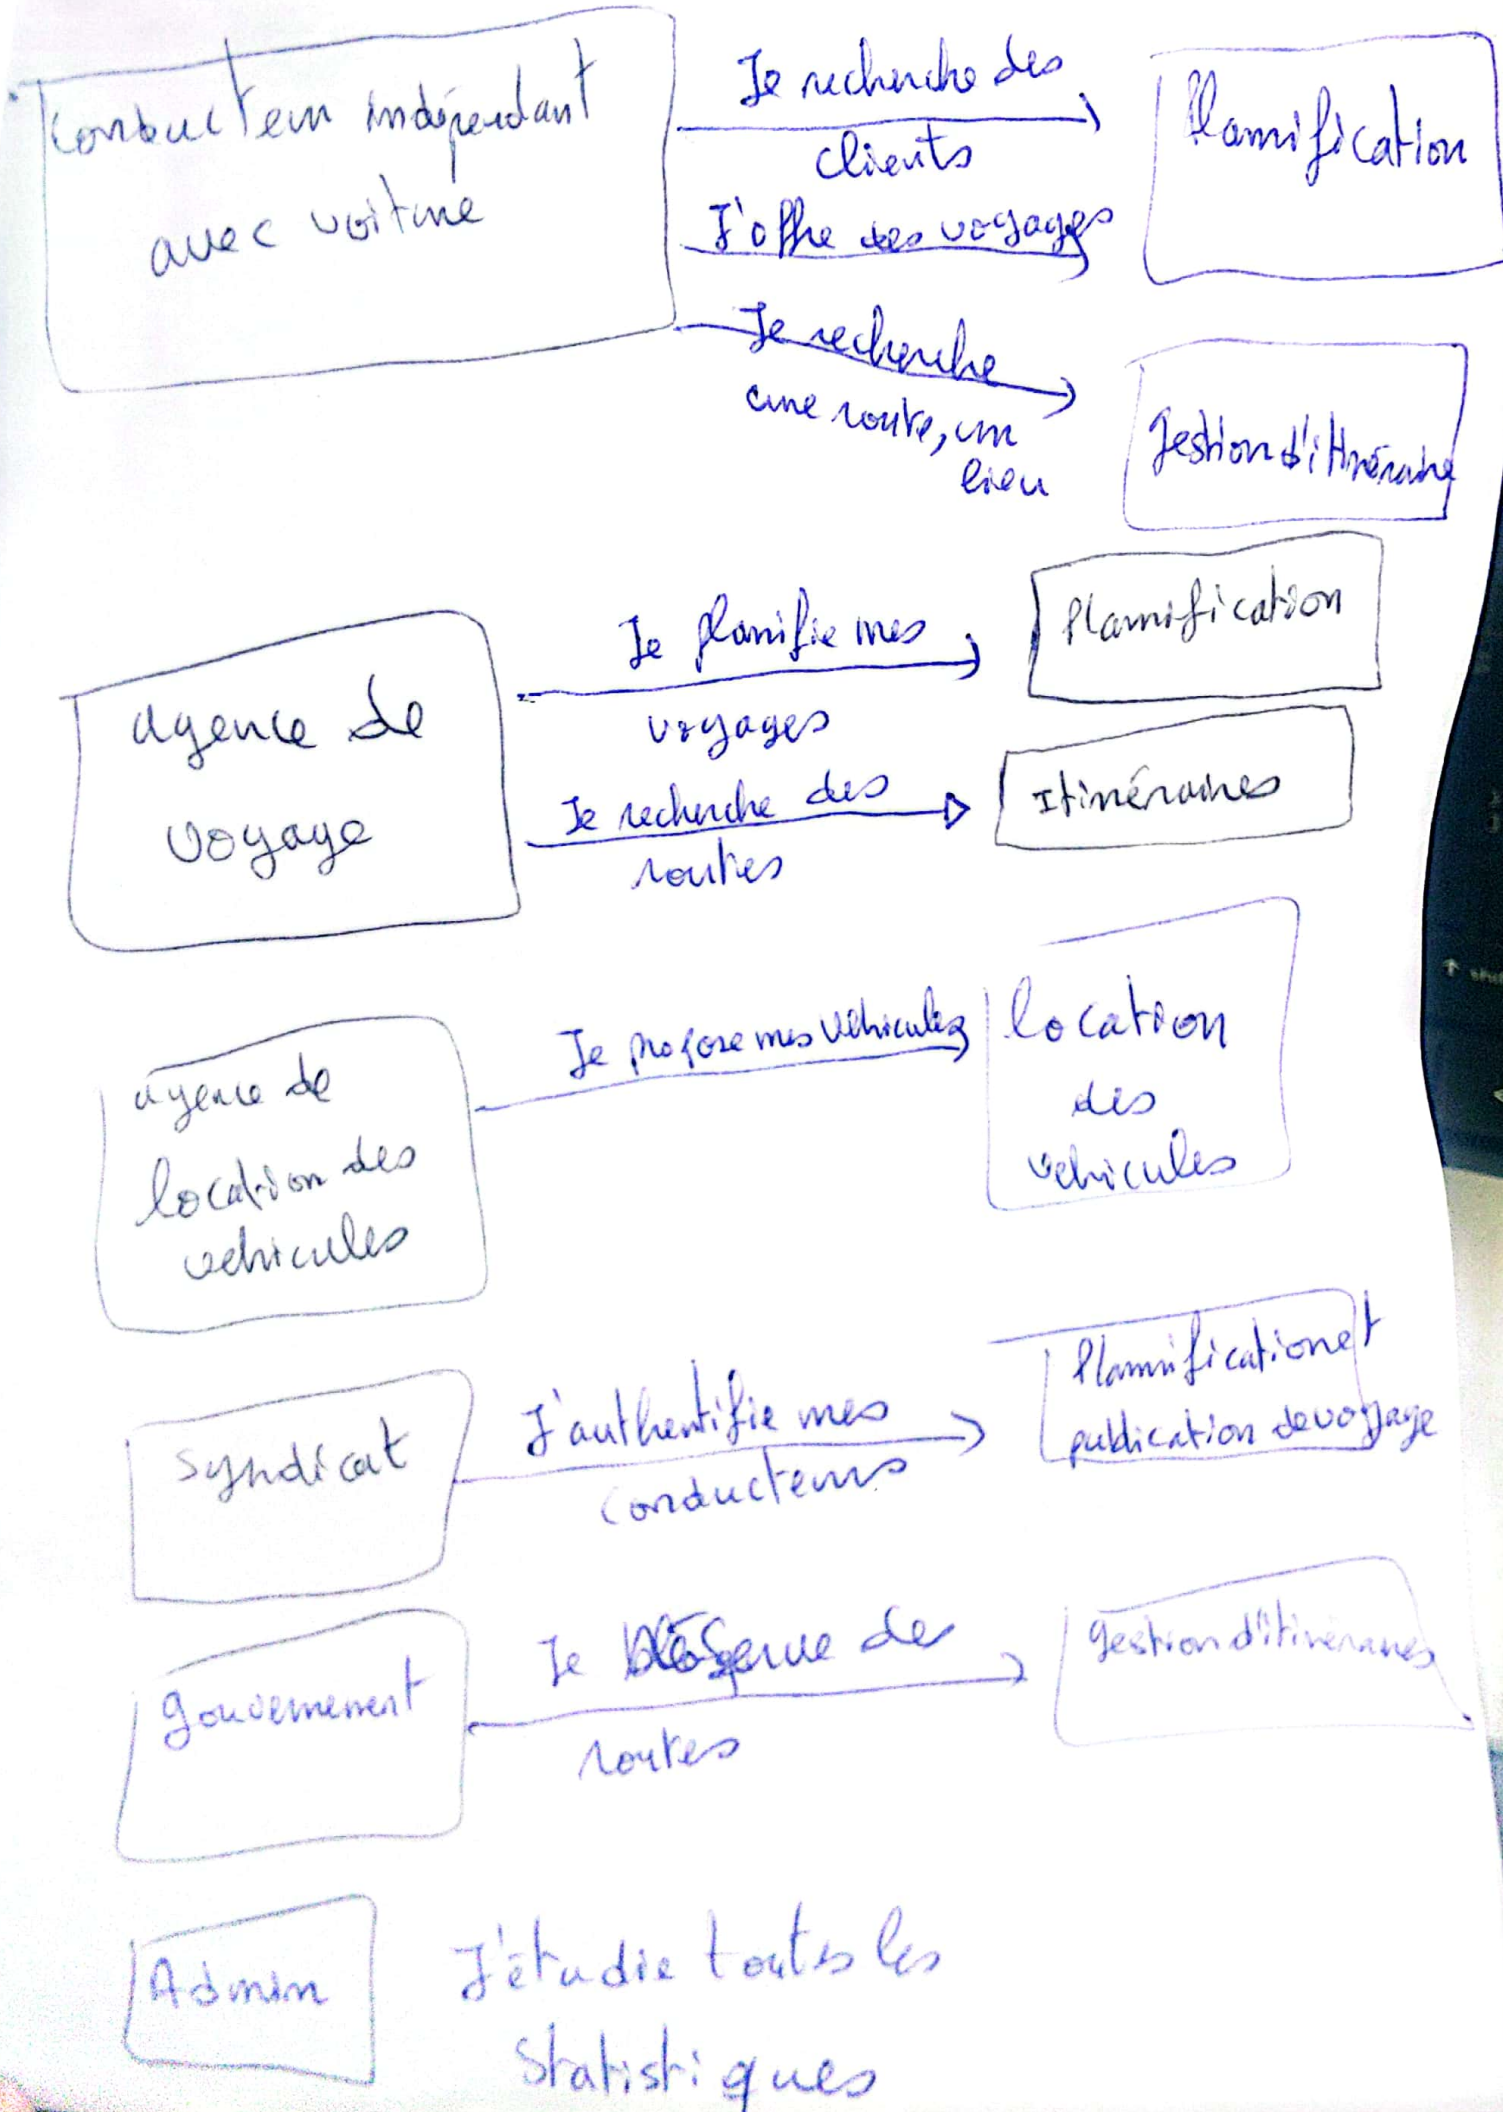 Conducteur indépendant
avec voiture
Je recherche des
clients
J'offre des voyages
Planification
Je recherche
une route, un
lieu
gestion d'itinéraire
Agence de
voyage
Je planifie mes
voyages
Planification
Je recherche des
routes
Itinéraires
agence de
location des
vehicules
Je propose mes véhicules
location
des
vehicules
Syndicat
J'authentifie mes
conducteurs
Plannification et
publication de voyage
gouvernement
Je de
routes
gestion d'itineraires
Admin
J'étudie toutes les
Statistiques